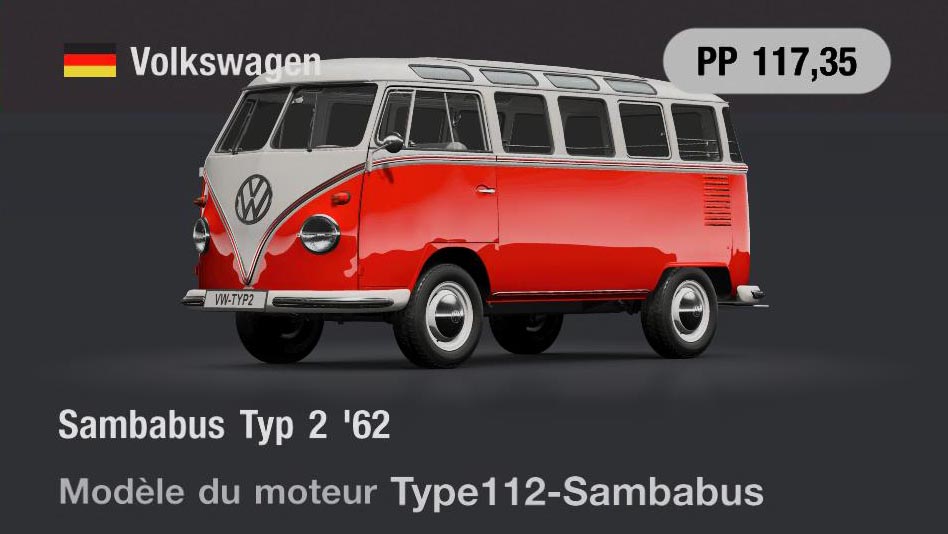 Volkswagen
PP 117,35
VW-TYP2
Sambabus Typ 2 '62
Modèle du moteur Type112-Sambabus